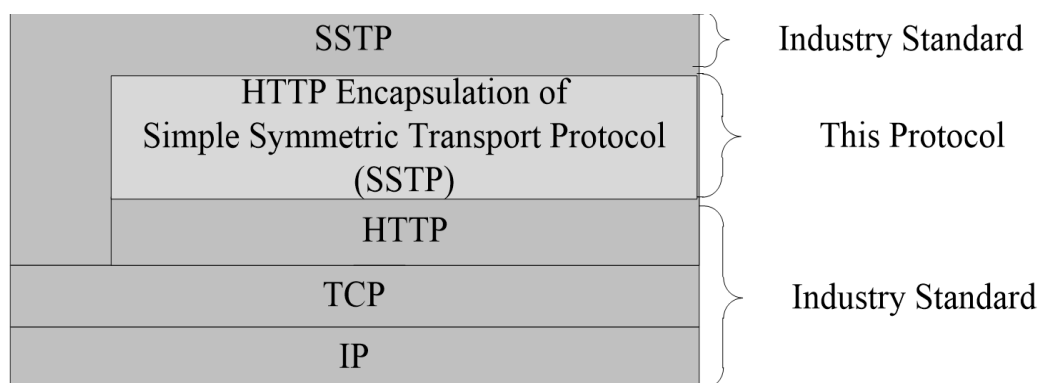 SSTP
Industry Standard
HTTP Encapsulation of
Simple Symmetric Transport Protocol
(SSTP)
This Protocol
HTTP
TCP
IP
Industry Standard